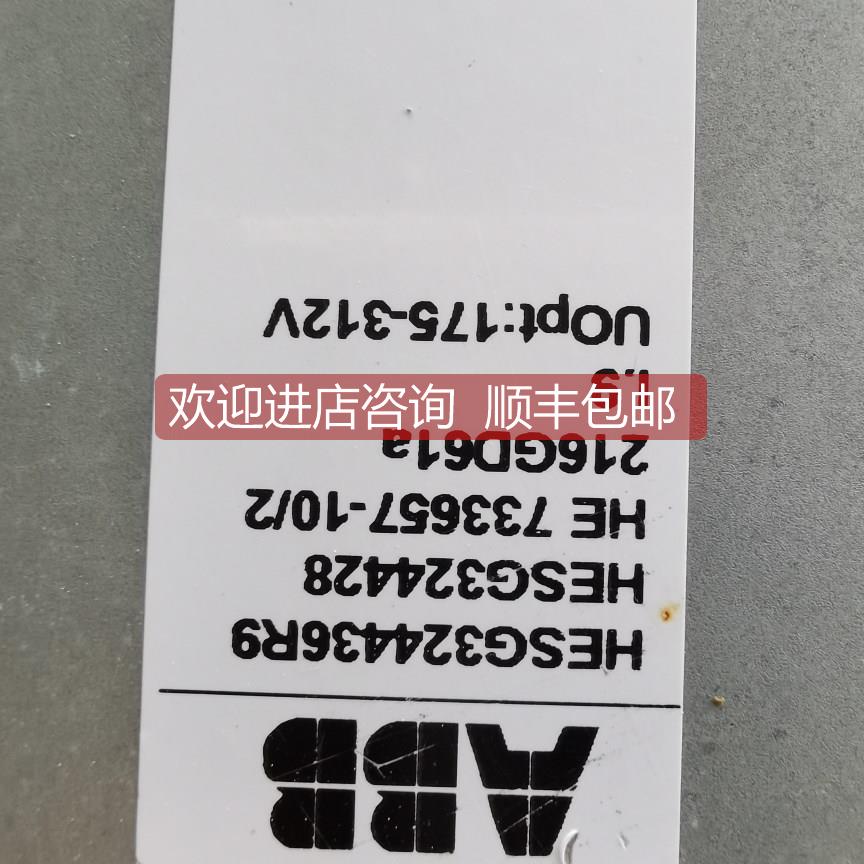 ABB
HESG324436R9
HESG324428
HE 733657-10/2
216GD61a
UOpt:175-312V
欢迎进店咨询 顺丰包邮